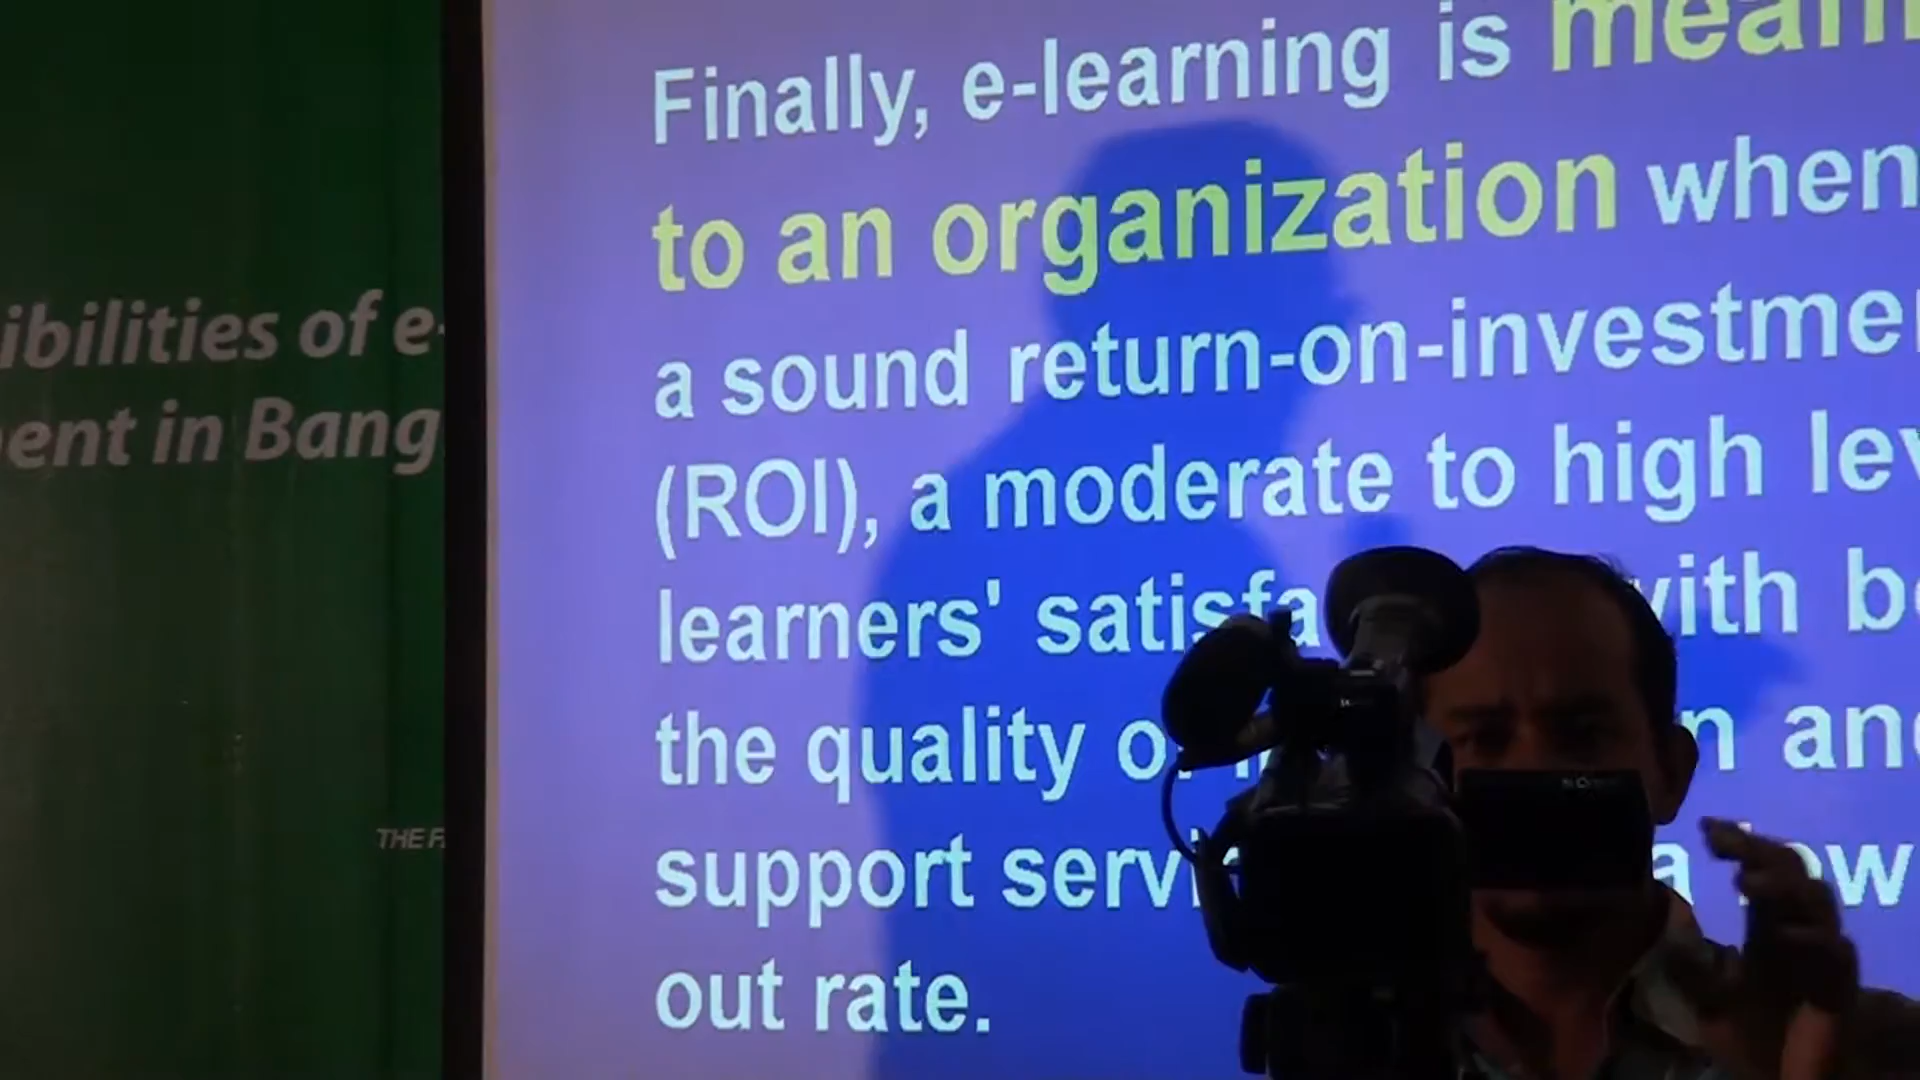 ibilities of e-
ent in Bang
THE F
Finally, e-learning is mean
to an organization when
a sound return-on-investme
(ROI), a moderate to high lev
learners' satisfa with b
the quality o n an
support servi a low
out rate.